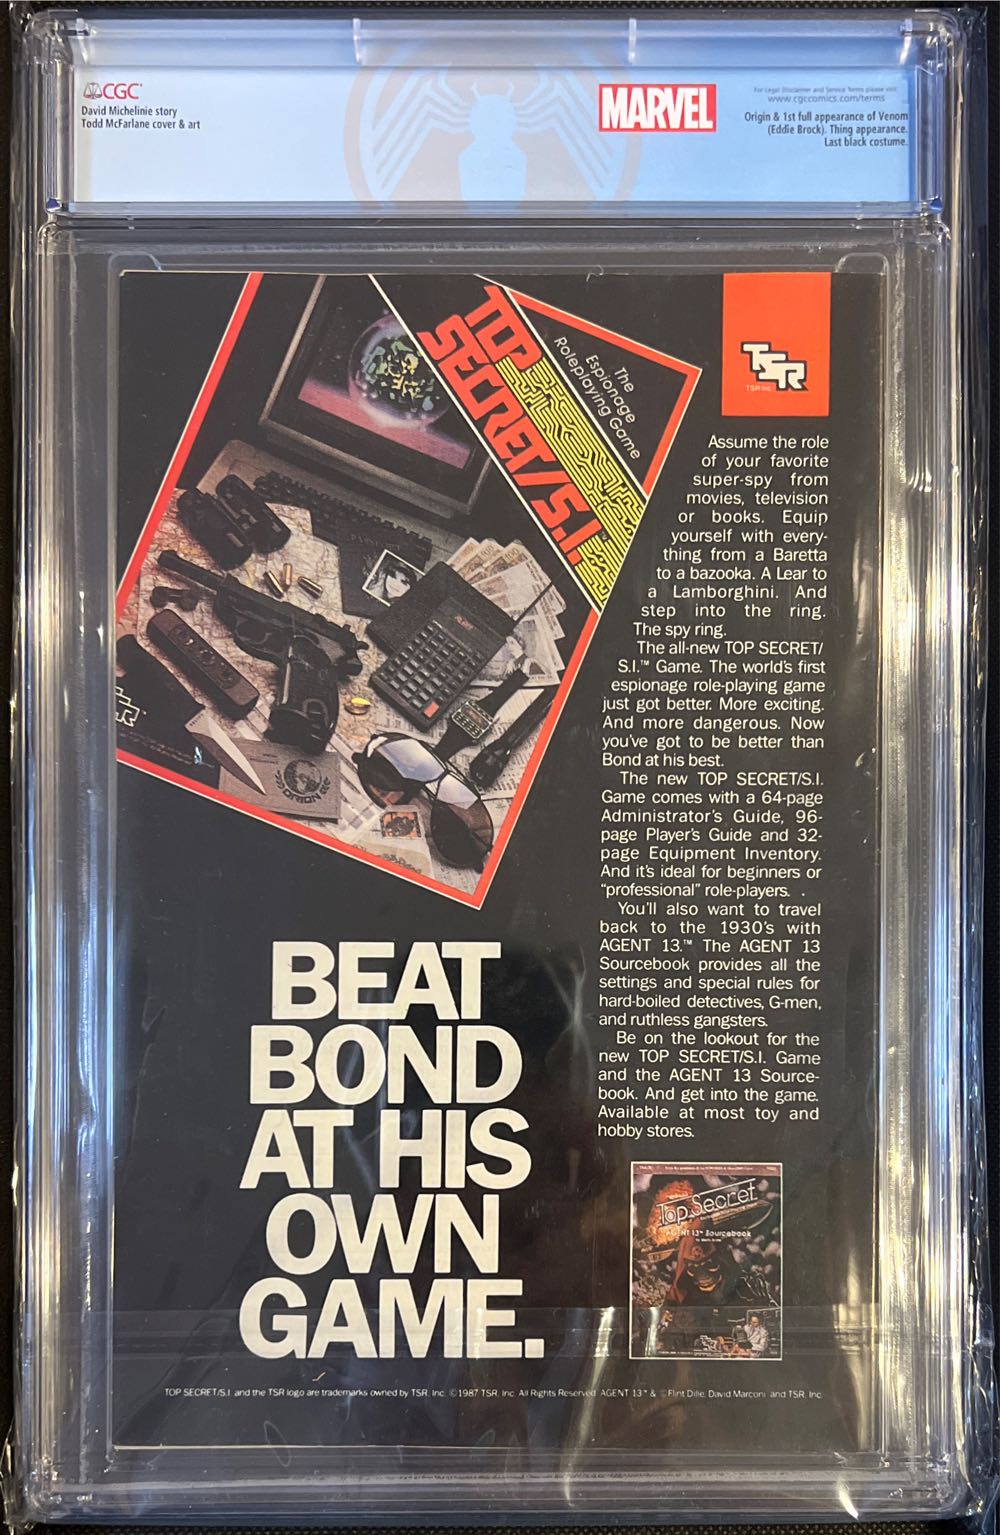 CGC
David Michelinie story
Todd McFarlane cover & art
MARVEL
For Legal Disclaimer and Service Terms please visit:
www.cgccomics.com/terms
Origin & 1st full appearance of Venom
(Eddie Brock). Thing appearance.
Last black costume.
TOP
SECRET/S.I.™
The
Espionage
Roleplaying Game
TSR
TSR Inc
Assume the role
of your favorite
super-spy from
movies, television
or books. Equip
yourself with every-
thing from a Baretta
to a bazooka. A Lear to
a Lamborghini. And
step into the ring.
The spy ring.
The all-new TOP SECRET/
S.I.™ Game. The world's first
espionage role-playing game
just got better. More exciting.
And more dangerous. Now
you've got to be better than
Bond at his best.
The new TOP SECRET/S.I.
Game comes with a 64-page
Administrator's Guide, 96-
page Player's Guide and 32-
page Equipment Inventory.
And it's ideal for beginners or
"professional" role-players.
You'll also want to travel
back to the 1930's with
AGENT 13.™ The AGENT 13
Sourcebook provides all the
settings and special rules for
hard-boiled detectives, G-men,
and ruthless gangsters.
Be on the lookout for the
new TOP SECRET/S.I. Game
and the AGENT 13 Source-
book. And get into the game.
Available at most toy and
hobby stores.
ORION
BEAT
BOND
AT HIS
OWN
GAME.
Top Secret
AGENT 13™ Sourcebook
TOP SECRET/S.I. and the TSR logo are trademarks owned by TSR, Inc. ©1987 TSR, Inc. All Rights Reserved. AGENT 13™ & ©Flint Dille, David Marconi and TSR, Inc.